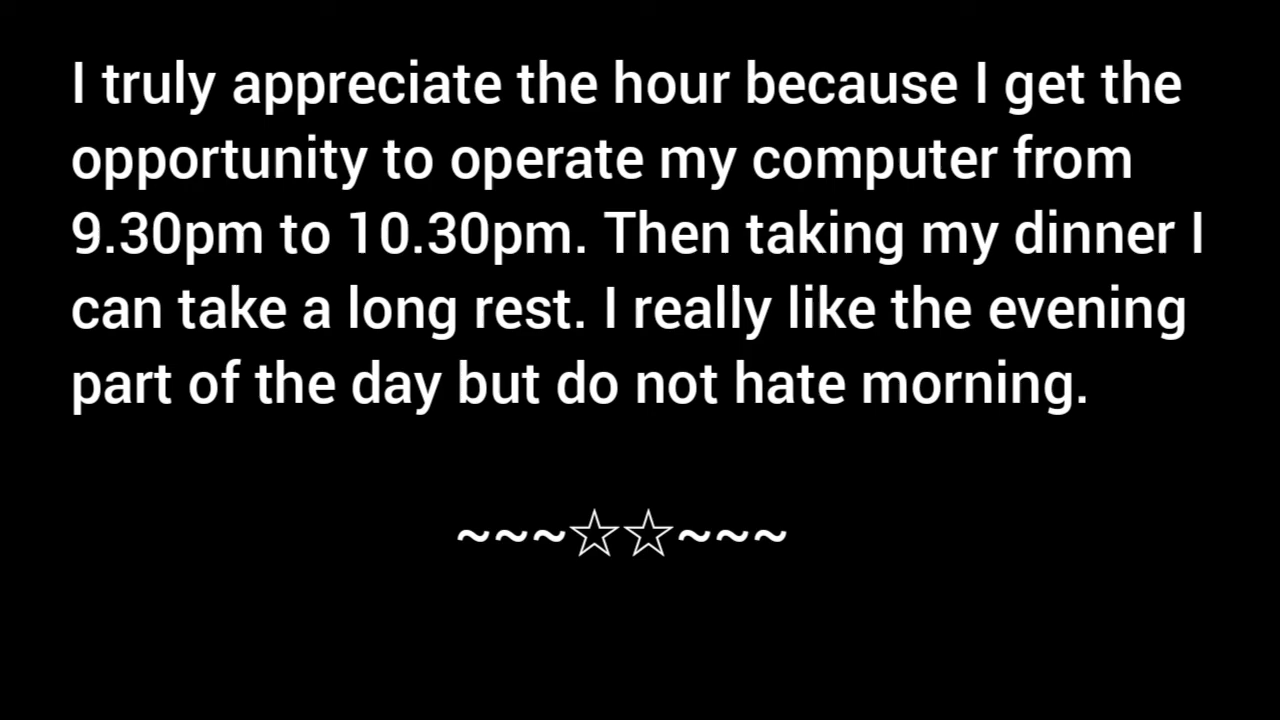 I truly appreciate the hour because I get the
opportunity to operate my computer from
9.30pm to 10.30pm. Then taking my dinner I
can take a long rest. I really like the evening
part of the day but do not hate morning.
~~~☆☆~~~